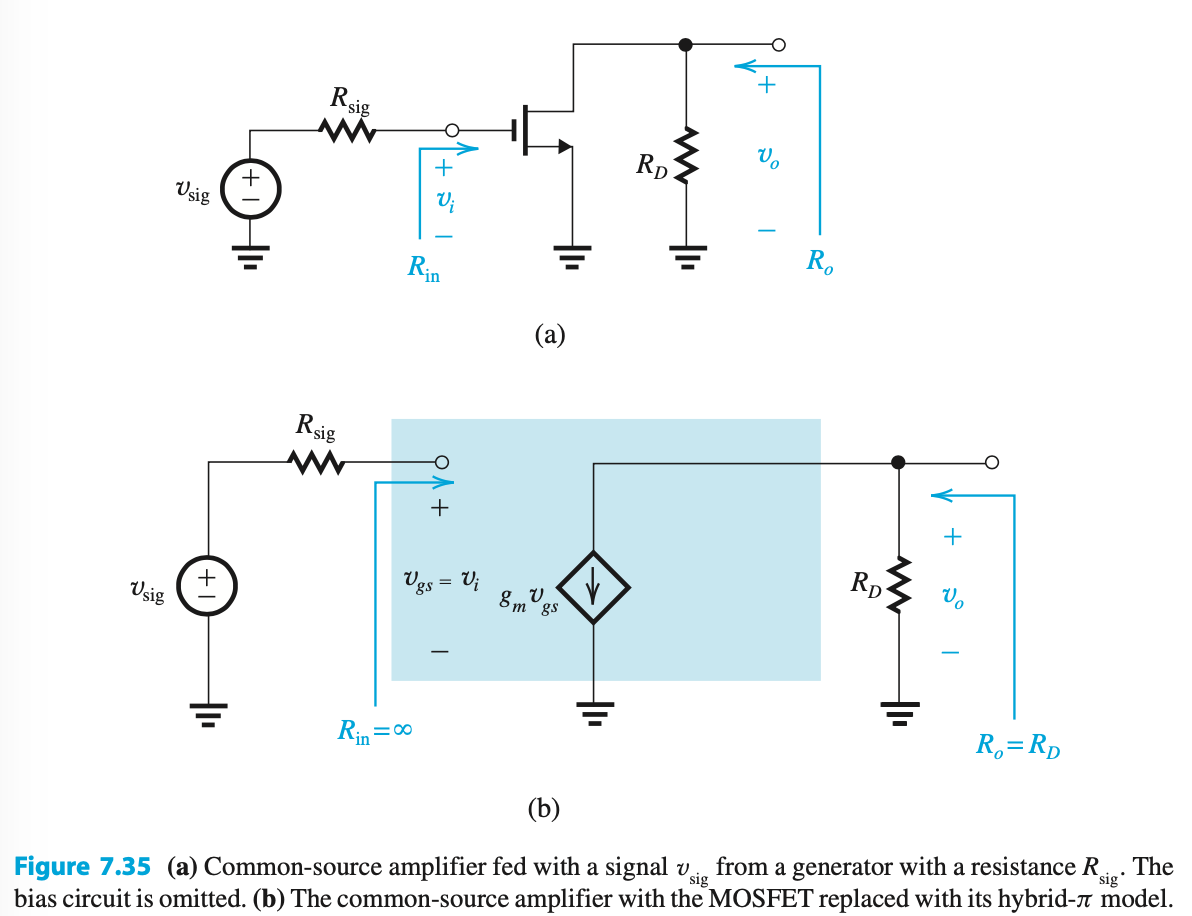 R_sig
+
v_sig
+
v_i
−
R_in
R_D
+
v_o
−
R_o
(a)
R_sig
+
v_sig
+
v_gs = v_i
−
g_m v_gs
R_in = ∞
R_D
+
v_o
−
R_o = R_D
(b)
Figure 7.35 (a) Common-source amplifier fed with a signal v_sig from a generator with a resistance R_sig. The
bias circuit is omitted. (b) The common-source amplifier with the MOSFET replaced with its hybrid-π model.